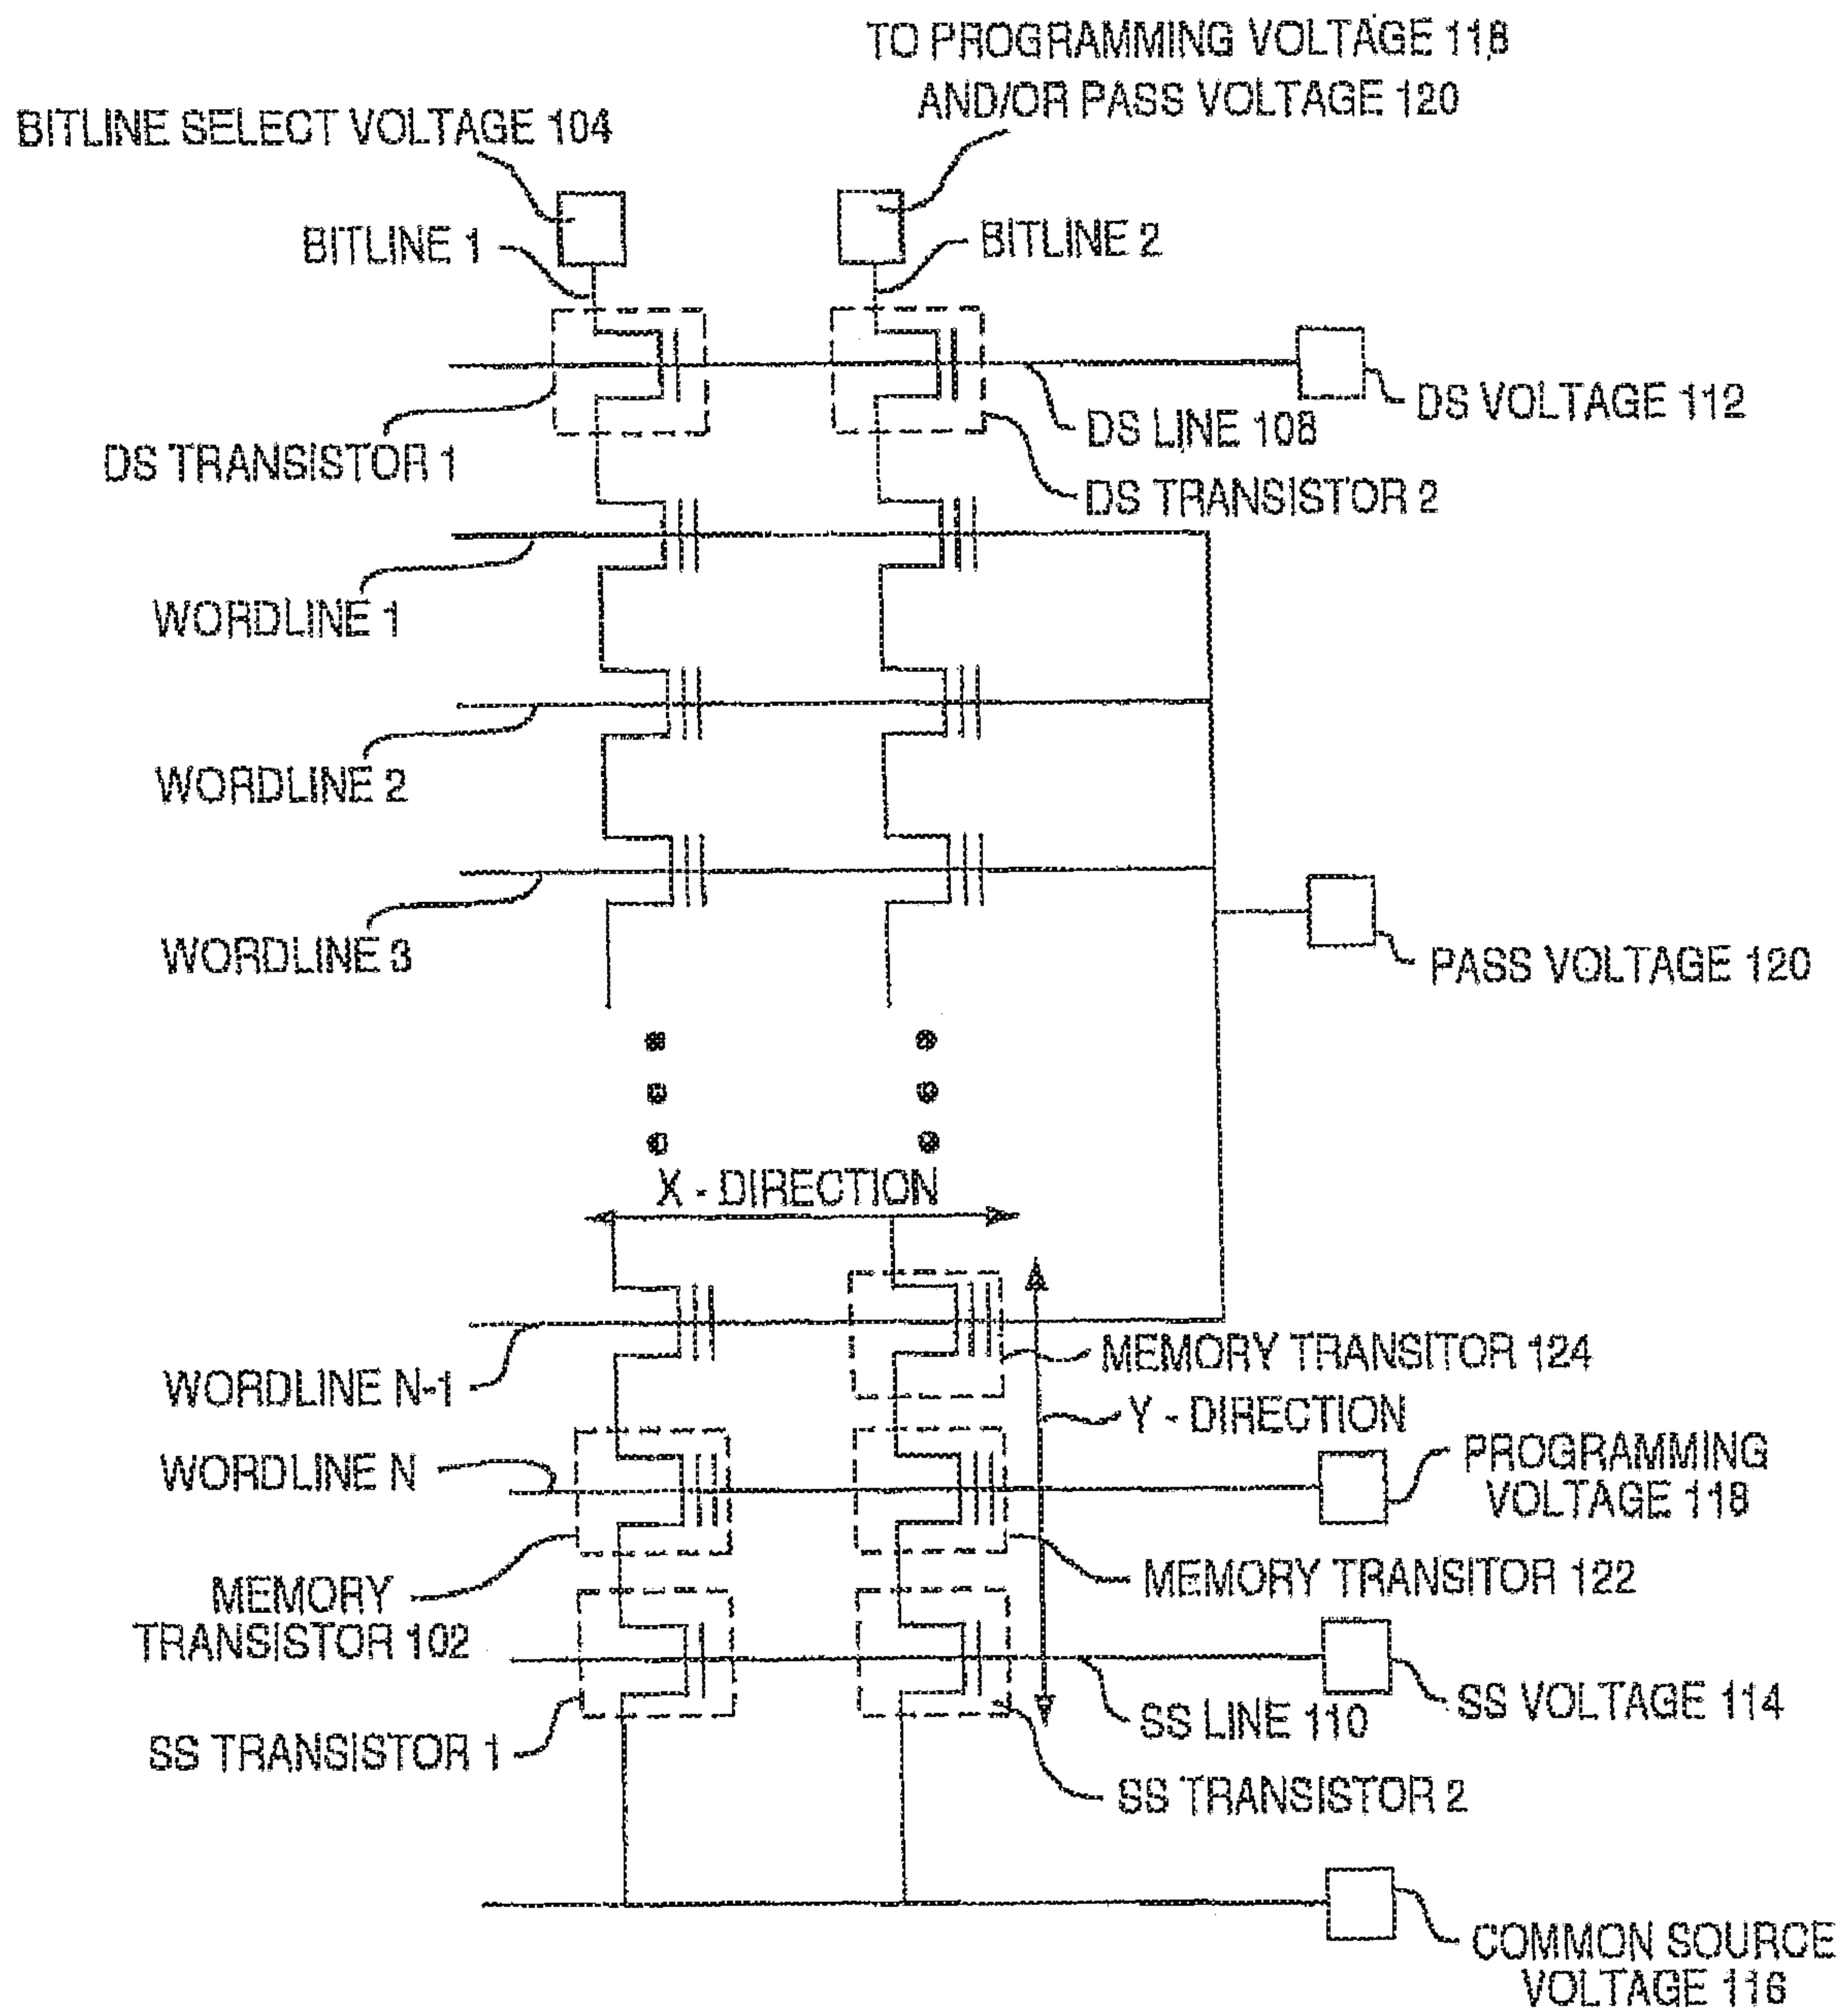 TO PROGRAMMING VOLTAGE 118
AND/OR PASS VOLTAGE 120
BITLINE SELECT VOLTAGE 104
BITLINE 1
BITLINE 2
DS VOLTAGE 112
DS LINE 108
DS TRANSISTOR 1
DS TRANSISTOR 2
WORDLINE 1
WORDLINE 2
WORDLINE 3
PASS VOLTAGE 120
X - DIRECTION
MEMORY TRANSITOR 124
WORDLINE N-1
Y - DIRECTION
WORDLINE N
PROGRAMMING
VOLTAGE 118
MEMORY TRANSITOR 122
MEMORY
TRANSISTOR 102
SS VOLTAGE 114
SS LINE 110
SS TRANSISTOR 1
SS TRANSISTOR 2
COMMON SOURCE
VOLTAGE 116